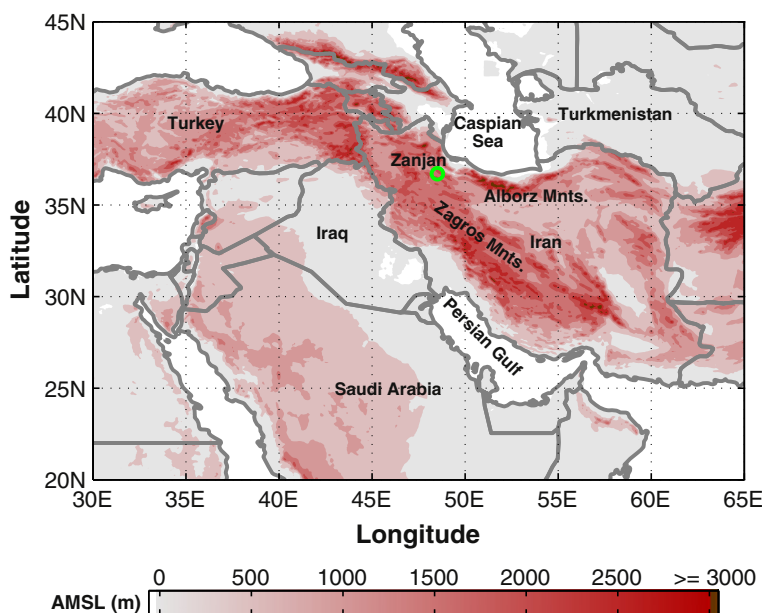 45N
40N
35N
30N
25N
20N
Latitude
Turkey
Caspian
Sea
Turkmenistan
Zanjan
Alborz Mnts.
Zagros Mnts.
Iraq
Iran
Persian Gulf
Saudi Arabia
30E 35E 40E 45E 50E 55E 60E 65E
Longitude
0 500 1000 1500 2000 2500 >= 3000
AMSL (m)